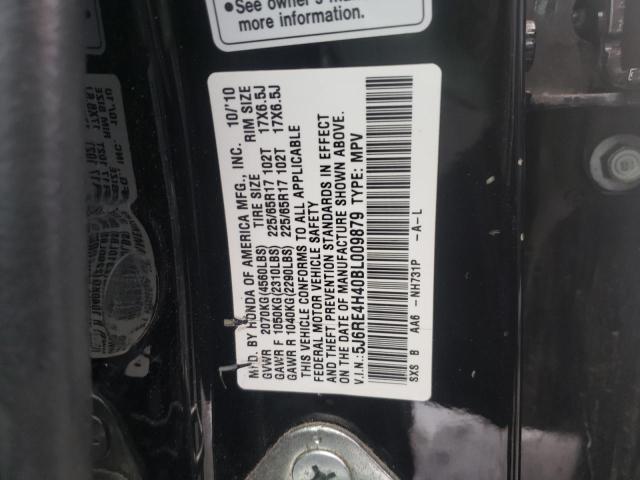 •See owner's
more information.
MFD. BY HONDA OF AMERICA MFG., INC. 10/'10
GVWR 2070KG(4560LBS) TIRE SIZE RIM SIZE
GAWR F 1050KG(2310LBS) 225/65R17 102T 17X6.5J
GAWR R 1040KG(2290LBS) 225/65R17 102T 17X6.5J
THIS VEHICLE CONFORMS TO ALL APPLICABLE
FEDERAL MOTOR VEHICLE SAFETY
AND THEFT PREVENTION STANDARDS IN EFFECT
ON THE DATE OF MANUFACTURE SHOWN ABOVE.
V.I.N.:5J6RE4H40BL009879 TYPE: MPV
SXS B AA6 -NH731P -A-L